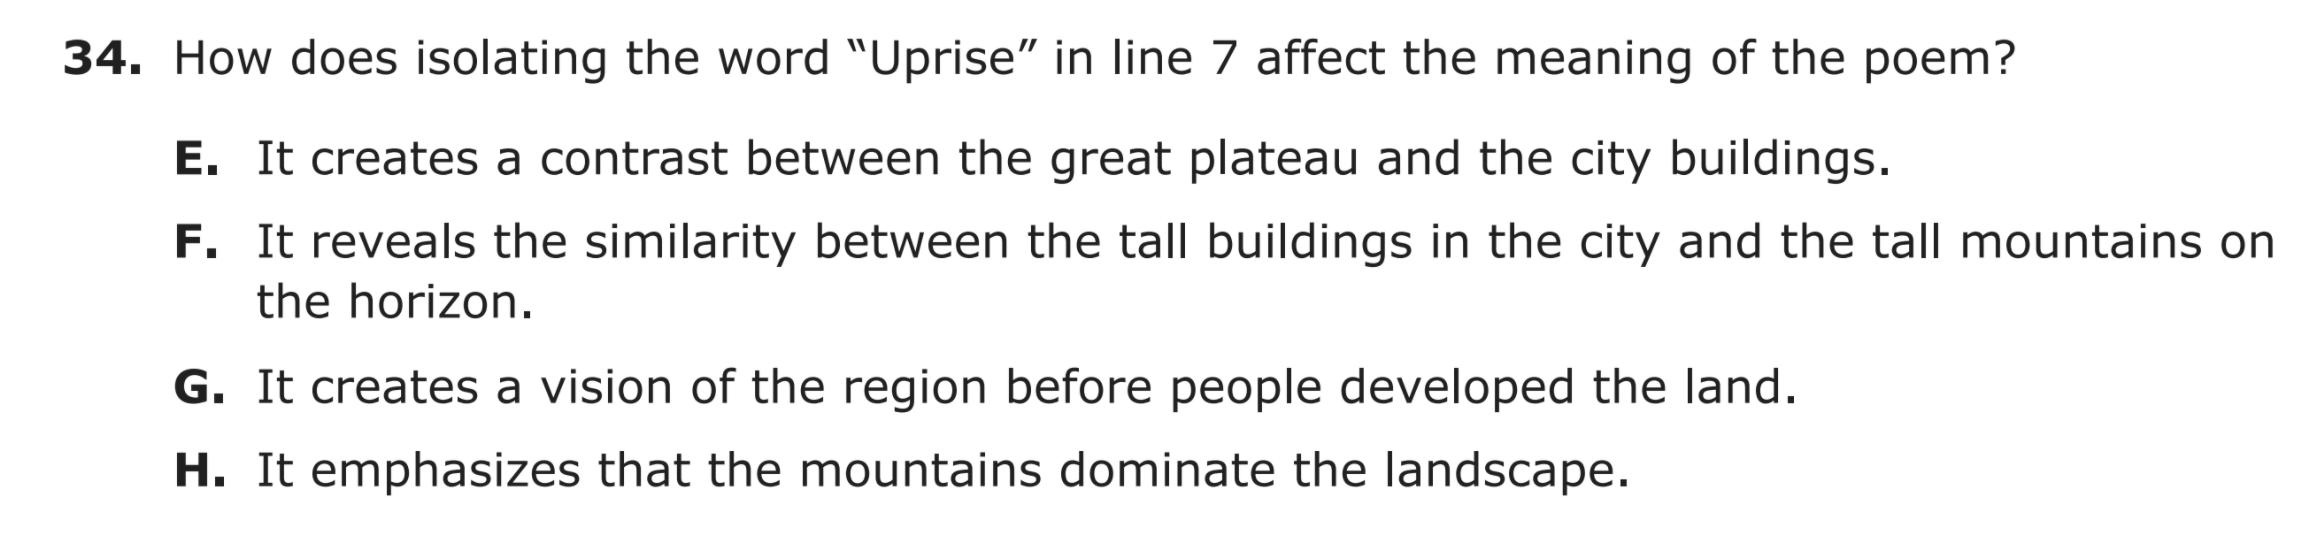 34. How does isolating the word “Uprise” in line 7 affect the meaning of the poem?
E. It creates a contrast between the great plateau and the city buildings.
F. It reveals the similarity between the tall buildings in the city and the tall mountains on
the horizon.
G. It creates a vision of the region before people developed the land.
H. It emphasizes that the mountains dominate the landscape.